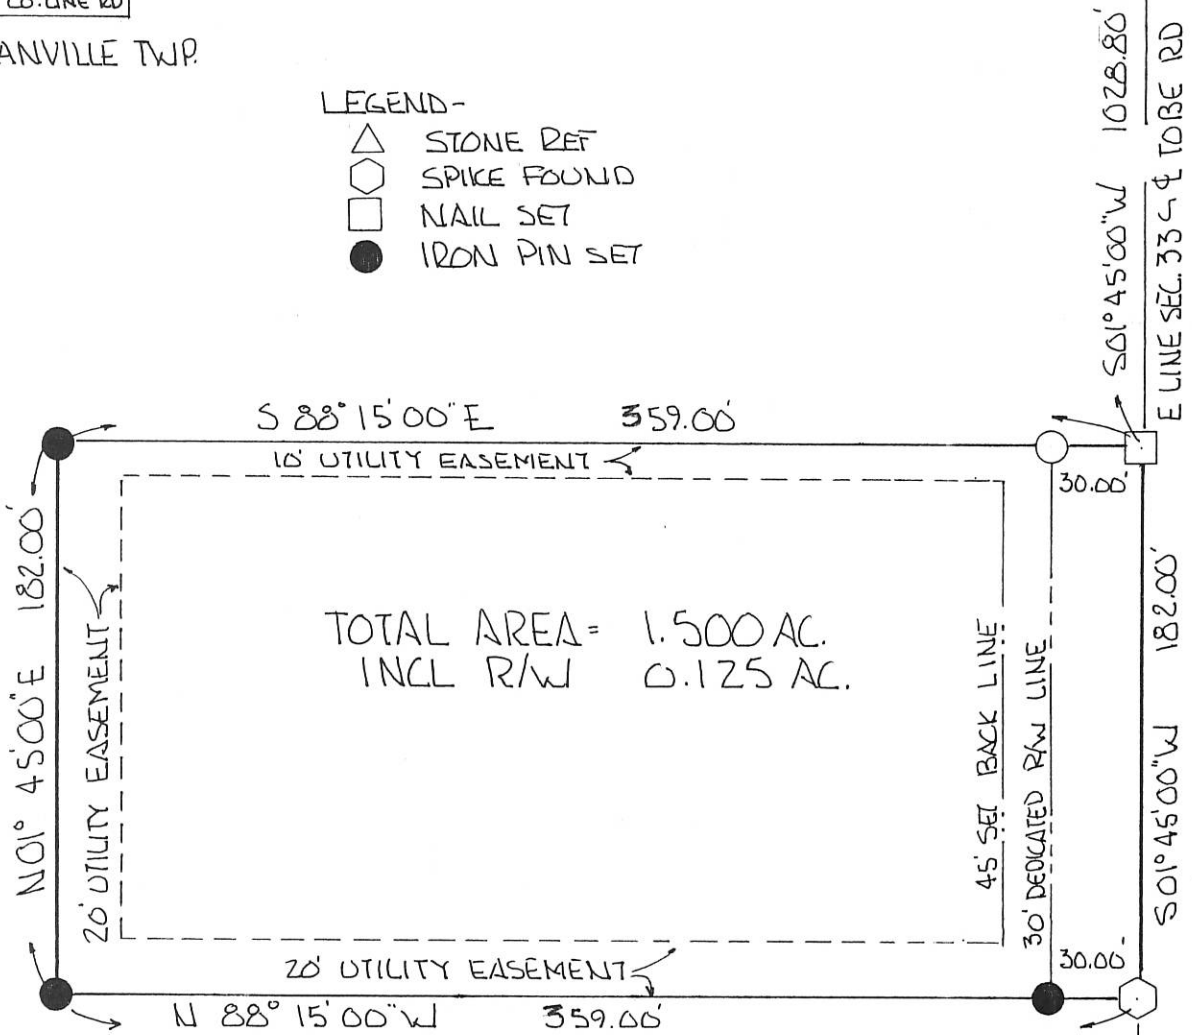 CO. LINE RD
ANVILLE TWP.
LEGEND-
STONE REF
SPIKE FOUND
NAIL SET
IRON PIN SET
S01°45'00"W 1028.80'
E LINE SEC. 33 & ℄ TOBE RD
S 88° 15' 00" E 359.00'
10' UTILITY EASEMENT
30.00'
N01° 45'00"E 182.00'
20' UTILITY EASEMENT
TOTAL AREA= 1.500 AC.
INCL R/W 0.125 AC.
45' SET BACK LINE
30' DEDICATED R/W LINE
S01°45'00"W 182.00'
30.00'
20' UTILITY EASEMENT
N 88° 15' 00" W 359.00'